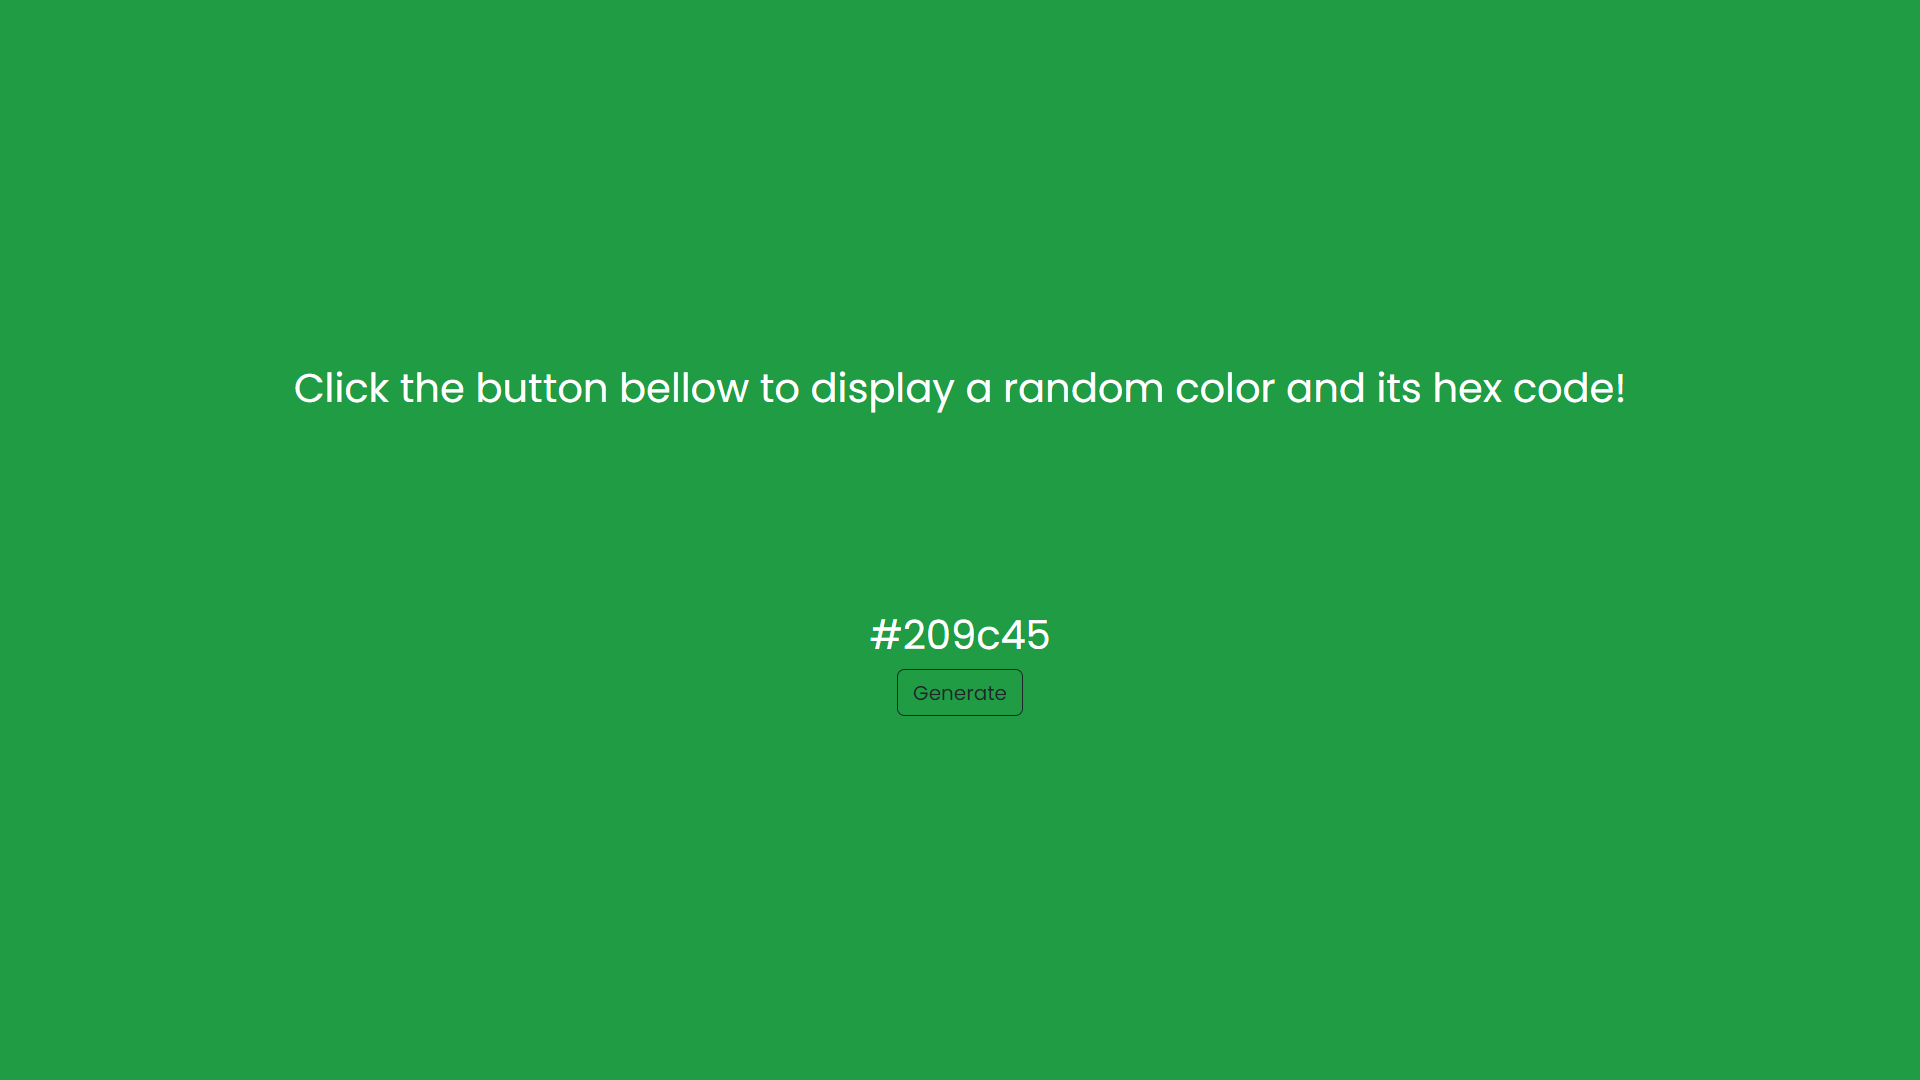 Click the button bellow to display a random color and its hex code!
#209c45
Generate